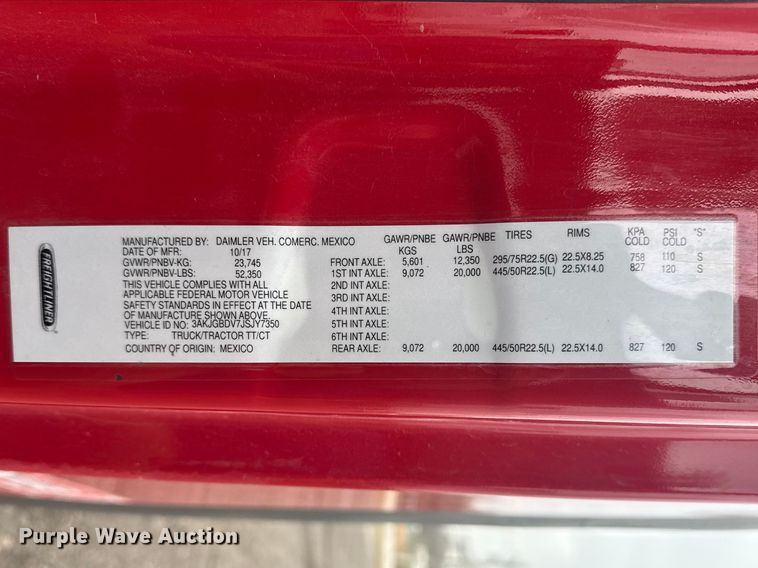 FREIGHTLINER
MANUFACTURED BY: DAIMLER VEH. COMERC. MEXICO
DATE OF MFR: 10/17
GVWR/PNBV-KG: 23,745
GVWR/PNBV-LBS: 52,350
THIS VEHICLE COMPLIES WITH ALL
APPLICABLE FEDERAL MOTOR VEHICLE
SAFETY STANDARDS IN EFFECT AT THE DATE
OF MANUFACTURE SHOWN ABOVE.
VEHICLE ID NO.: 3AKJGBDV7JSJY7350
TYPE: TRUCK/TRACTOR TT/CT
COUNTRY OF ORIGIN: MEXICO
GAWR/PNBE GAWR/PNBE TIRES RIMS KPA PSI "S"
KGS LBS COLD COLD
FRONT AXLE: 5,601 12,350 295/75R22.5(G) 22.5X8.25 758 110 S
1ST INT AXLE: 9,072 20,000 445/50R22.5(L) 22.5X14.0 827 120 S
2ND INT AXLE:
3RD INT AXLE:
4TH INT AXLE:
5TH INT AXLE:
6TH INT AXLE:
REAR AXLE: 9,072 20,000 445/50R22.5(L) 22.5X14.0 827 120 S
Purple Wave Auction